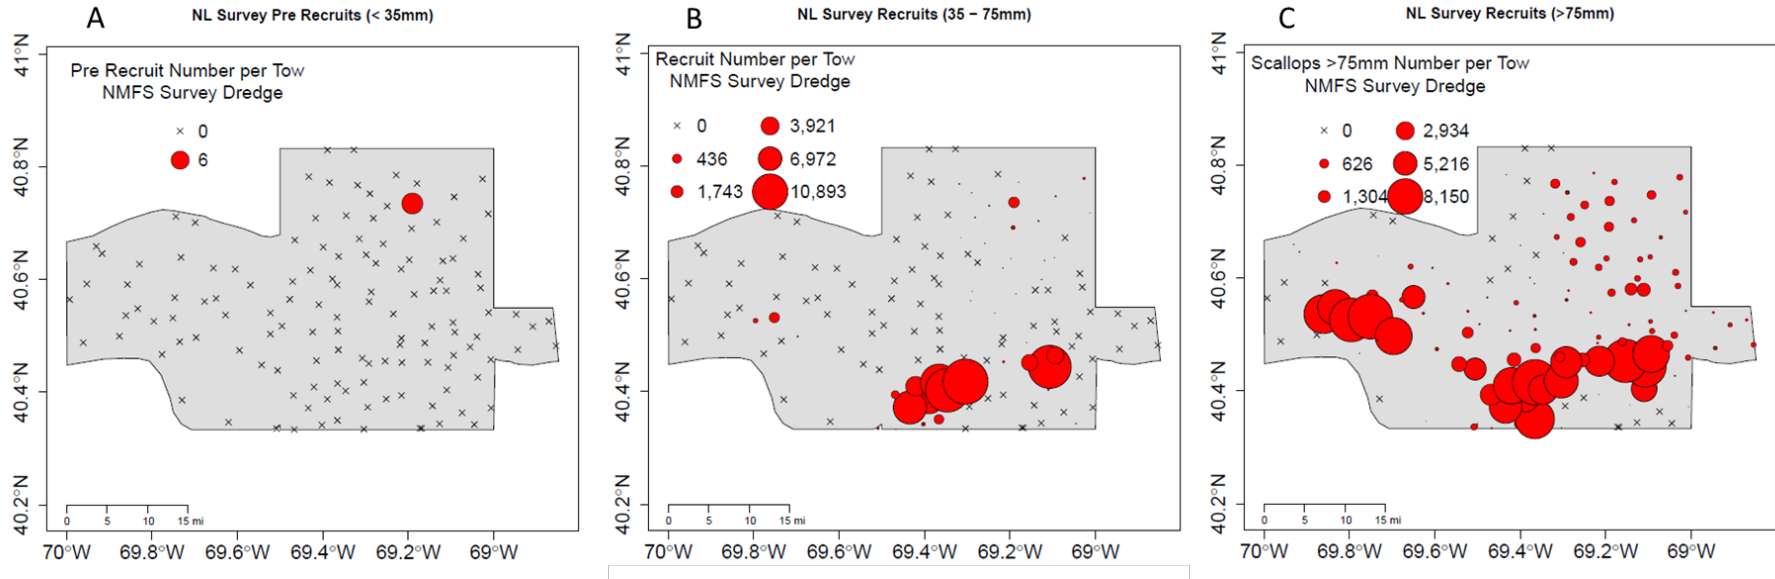 A
NL Survey Pre Recruits (< 35mm)
Pre Recruit Number per Tow
NMFS Survey Dredge
0
6
41°N
40.8°N
40.6°N
40.4°N
40.2°N
0 5 10 15 mi
70°W 69.8°W 69.6°W 69.4°W 69.2°W 69°W
B
NL Survey Recruits (35 – 75mm)
Recruit Number per Tow
NMFS Survey Dredge
0 3,921
436 6,972
1,743 10,893
41°N
40.8°N
40.6°N
40.4°N
40.2°N
0 5 10 15 mi
70°W 69.8°W 69.6°W 69.4°W 69.2°W 69°W
C
NL Survey Recruits (>75mm)
Scallops >75mm Number per Tow
NMFS Survey Dredge
0 2,934
626 5,216
1,304 8,150
41°N
40.8°N
40.6°N
40.4°N
40.2°N
0 5 10 15 mi
70°W 69.8°W 69.6°W 69.4°W 69.2°W 69°W